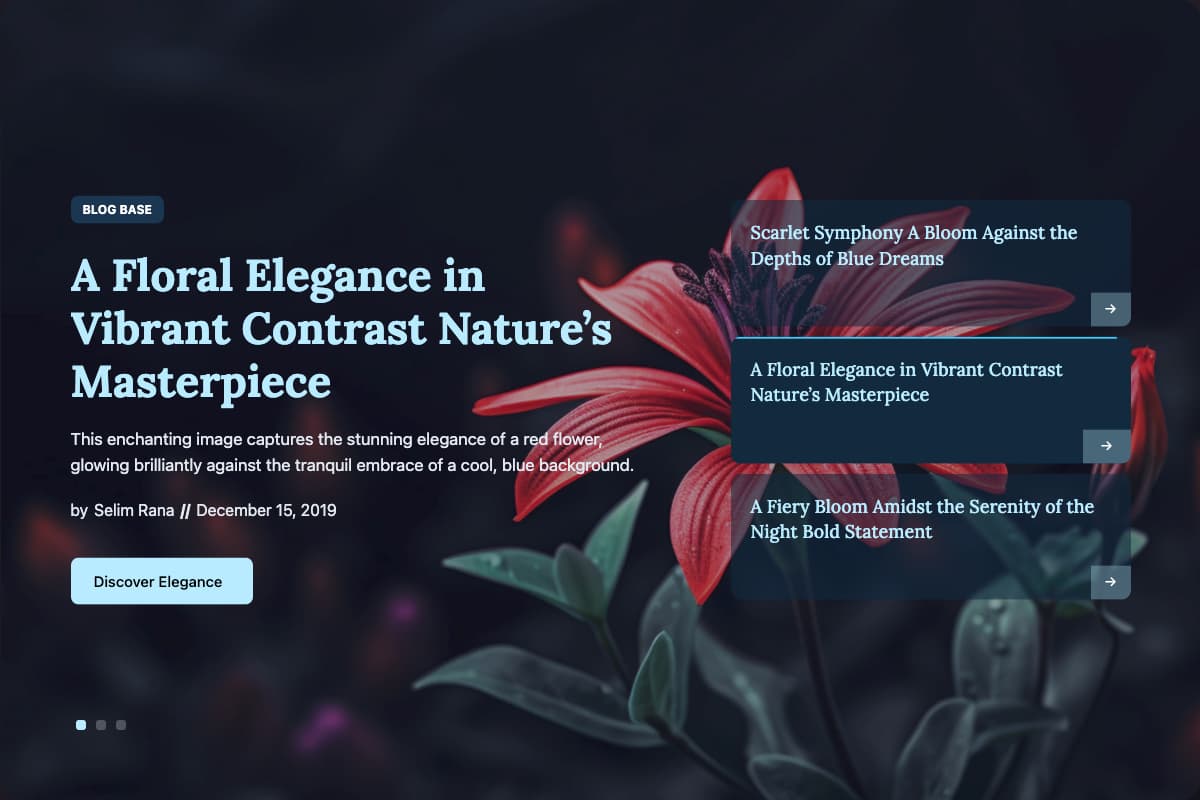 BLOG BASE
A Floral Elegance in
Vibrant Contrast Nature’s
Masterpiece
This enchanting image captures the stunning elegance of a red flower,
glowing brilliantly against the tranquil embrace of a cool, blue background.
by Selim Rana // December 15, 2019
Discover Elegance
Scarlet Symphony A Bloom Against the
Depths of Blue Dreams
A Floral Elegance in Vibrant Contrast
Nature’s Masterpiece
A Fiery Bloom Amidst the Serenity of the
Night Bold Statement